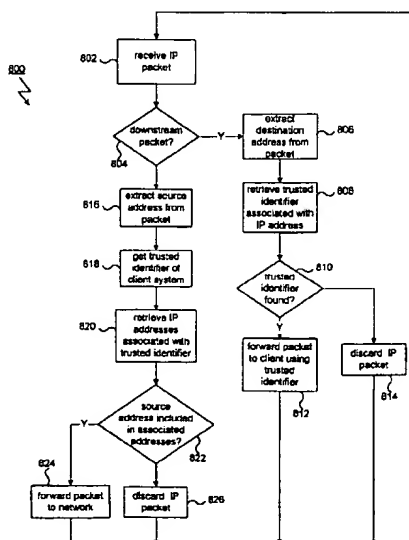 800
802
receive IP
packet
downstream
packet?
804
Y
extract
destination
address from
packet
806
extract source
address from
packet
816
retrieve trusted
identifier
associated with
IP address
808
get trusted
identifier of
client system
818
trusted
identifier
found?
810
retrieve IP
addresses
associated with
trusted identifier
820
Y
forward packet
to client using
trusted
identifier
812
discard IP
packet
814
source
address included
in associated
addresses?
822
Y
824
forward packet
to network
discard IP
packet
826